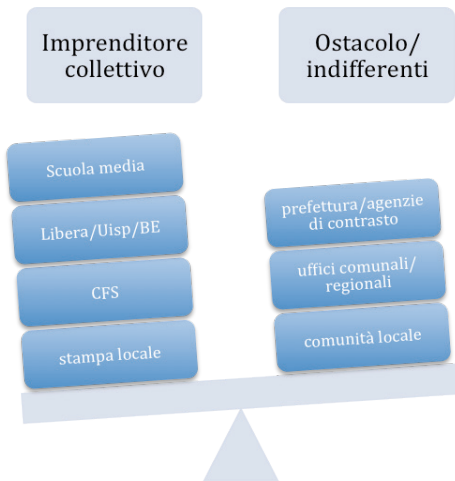 Imprenditore
collettivo
Ostacolo/
indifferenti
Scuola media
Libera/Uisp/BE
CFS
stampa locale
prefettura/agenzie
di contrasto
uffici comunali/
regionali
comunità locale